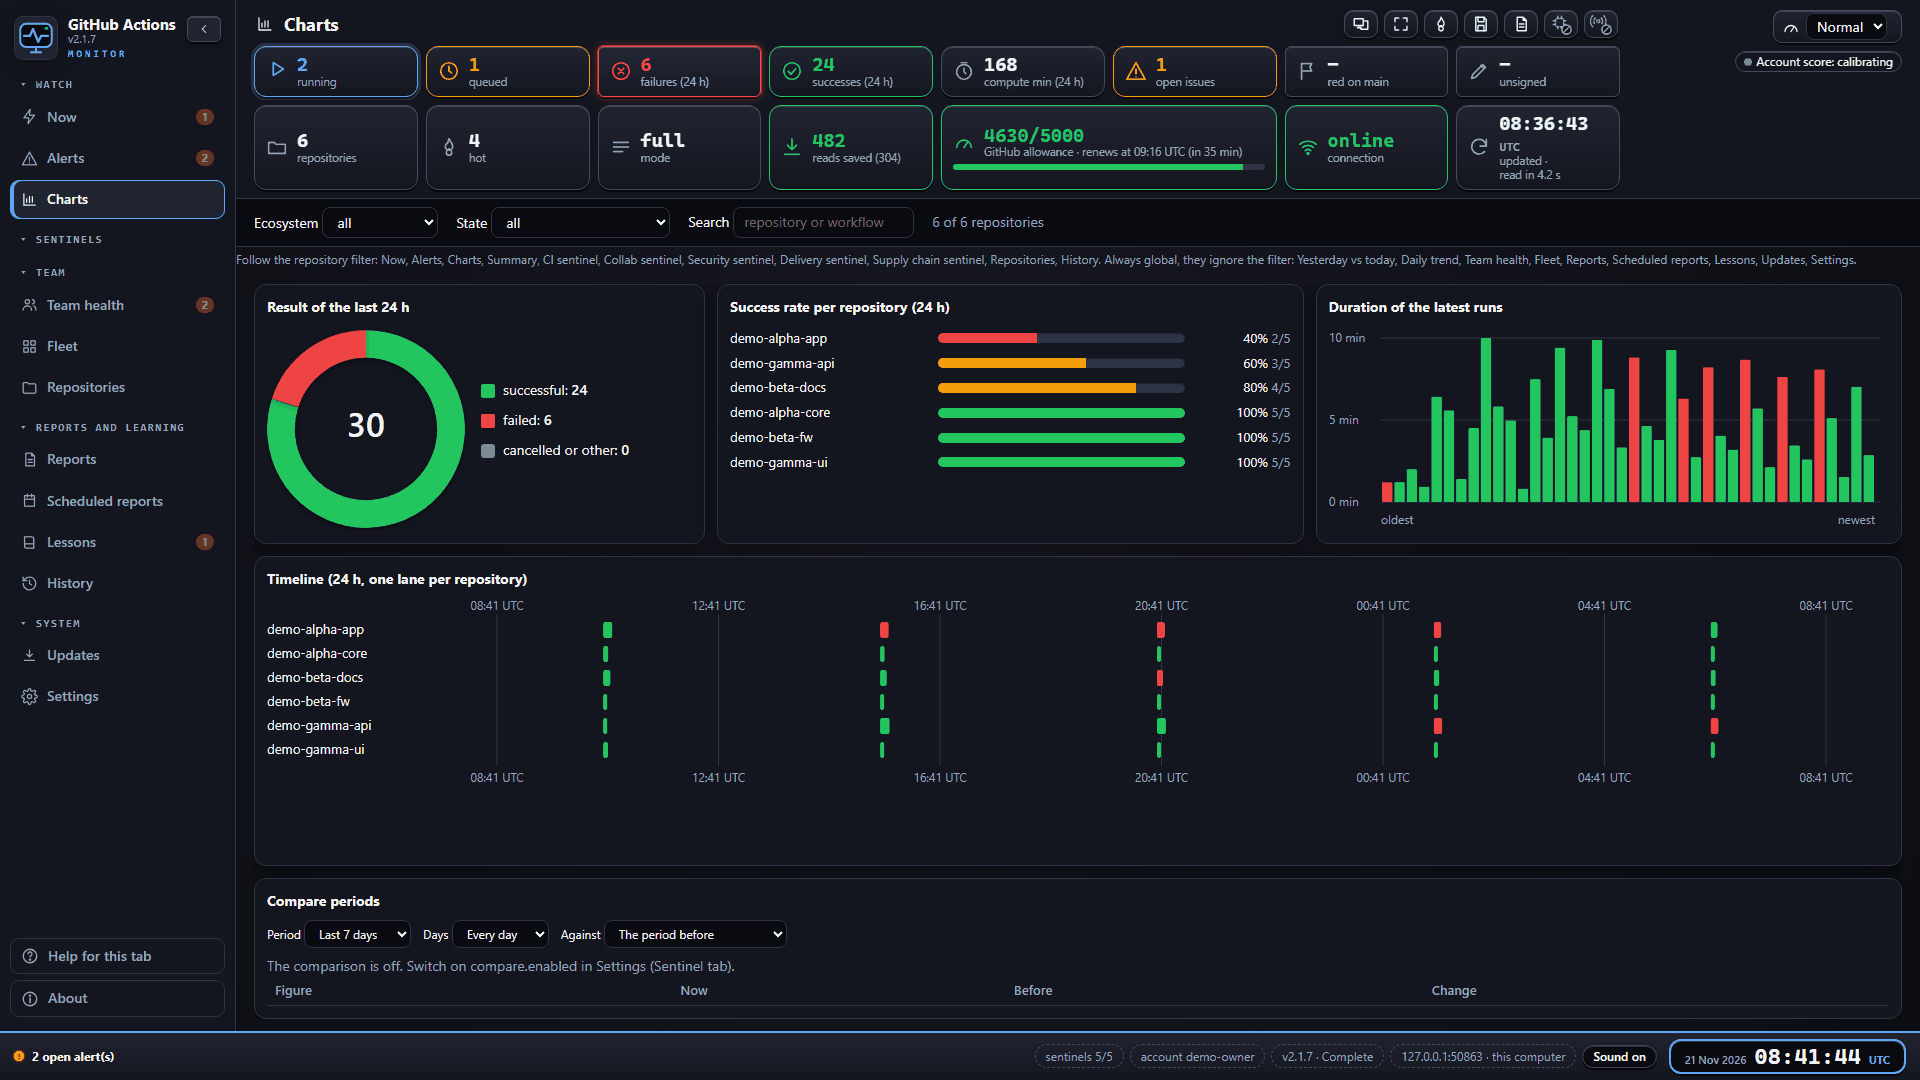 GitHub Actions
v2.1.7
MONITOR
WATCH
Now 1
Alerts 2
Charts
SENTINELS
TEAM
Team health 2
Fleet
Repositories
REPORTS AND LEARNING
Reports
Scheduled reports
Lessons 1
History
SYSTEM
Updates
Settings
Help for this tab
About
Charts
Normal
Account score: calibrating
2 running
1 queued
6 failures (24 h)
24 successes (24 h)
168 compute min (24 h)
1 open issues
– red on main
– unsigned
6 repositories
4 hot
full mode
482 reads saved (304)
4630/5000
GitHub allowance · renews at 09:16 UTC (in 35 min)
online connection
08:36:43
UTC
updated ·
read in 4.2 s
Ecosystem all State all Search repository or workflow 6 of 6 repositories
Follow the repository filter: Now, Alerts, Charts, Summary, CI sentinel, Collab sentinel, Security sentinel, Delivery sentinel, Supply chain sentinel, Repositories, History. Always global, they ignore the filter: Yesterday vs today, Daily trend, Team health, Fleet, Reports, Scheduled reports, Lessons, Updates, Settings.
Result of the last 24 h
30
successful: 24
failed: 6
cancelled or other: 0
Success rate per repository (24 h)
demo-alpha-app 40% 2/5
demo-gamma-api 60% 3/5
demo-beta-docs 80% 4/5
demo-alpha-core 100% 5/5
demo-beta-fw 100% 5/5
demo-gamma-ui 100% 5/5
Duration of the latest runs
10 min
5 min
0 min
oldest newest
Timeline (24 h, one lane per repository)
08:41 UTC 12:41 UTC 16:41 UTC 20:41 UTC 00:41 UTC 04:41 UTC 08:41 UTC
demo-alpha-app
demo-alpha-core
demo-beta-docs
demo-beta-fw
demo-gamma-api
demo-gamma-ui
08:41 UTC 12:41 UTC 16:41 UTC 20:41 UTC 00:41 UTC 04:41 UTC 08:41 UTC
Compare periods
Period Last 7 days Days Every day Against The period before
The comparison is off. Switch on compare.enabled in Settings (Sentinel tab).
Figure Now Before Change
2 open alert(s)
sentinels 5/5
account demo-owner
v2.1.7 · Complete
127.0.0.1:50863 · this computer
Sound on
21 Nov 2026 08:41:44 UTC